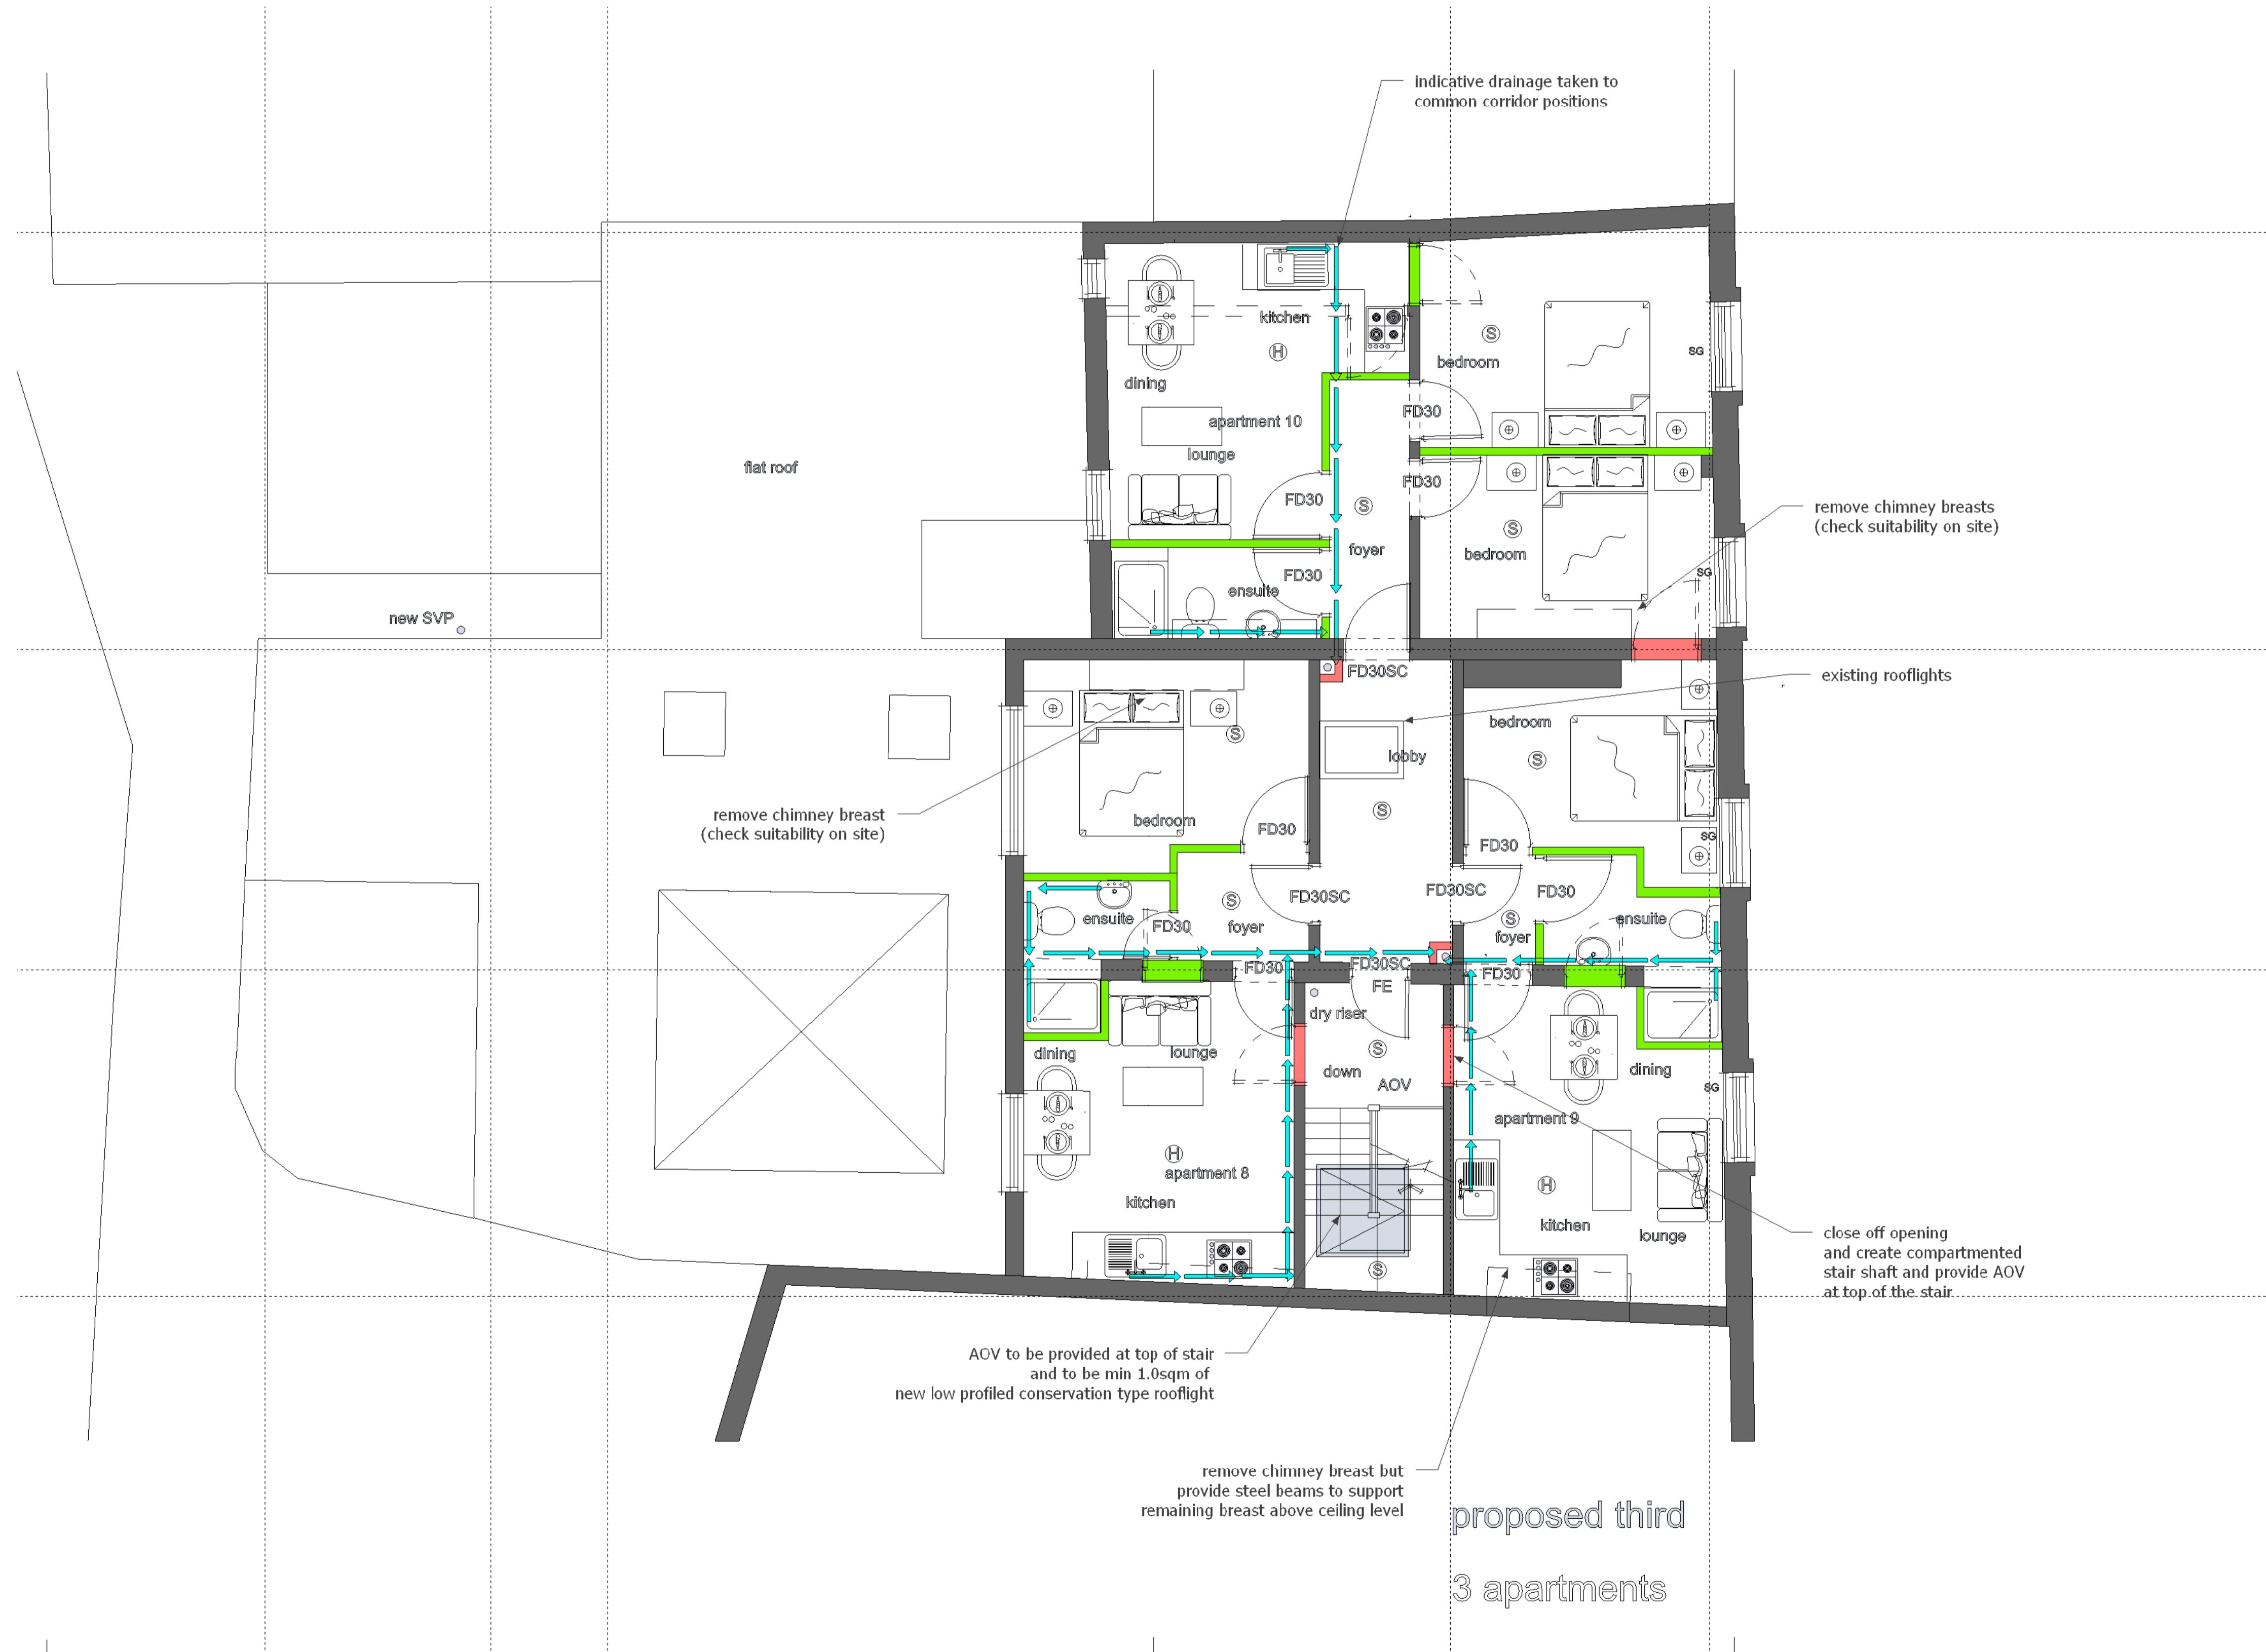 indicative drainage taken to
common corridor positions
kitchen
H
S
bedroom
SG
dining
FD30
apartment 10
lounge
flat roof
FD30
FD30
S
S
remove chimney breasts
(check suitability on site)
foyer
bedroom
FD30
SG
ensuite
new SVP
FD30SC
existing rooflights
bedroom
S
lobby
S
S
remove chimney breast
(check suitability on site)
bedroom
FD30
SG
FD30
FD30SC
FD30SC
FD30
S
ensuite
foyer
FD30
S
foyer
ensuite
FD30
FD30SC
FD30
FE
dry riser
dining
lounge
S
down
AOV
dining
SG
apartment 9
H
apartment 8
kitchen
H
kitchen
lounge
S
close off opening
and create compartmented
stair shaft and provide AOV
at top of the stair
AOV to be provided at top of stair
and to be min 1.0sqm of
new low profiled conservation type rooflight
remove chimney breast but
provide steel beams to support
remaining breast above ceiling level
proposed third
3 apartments